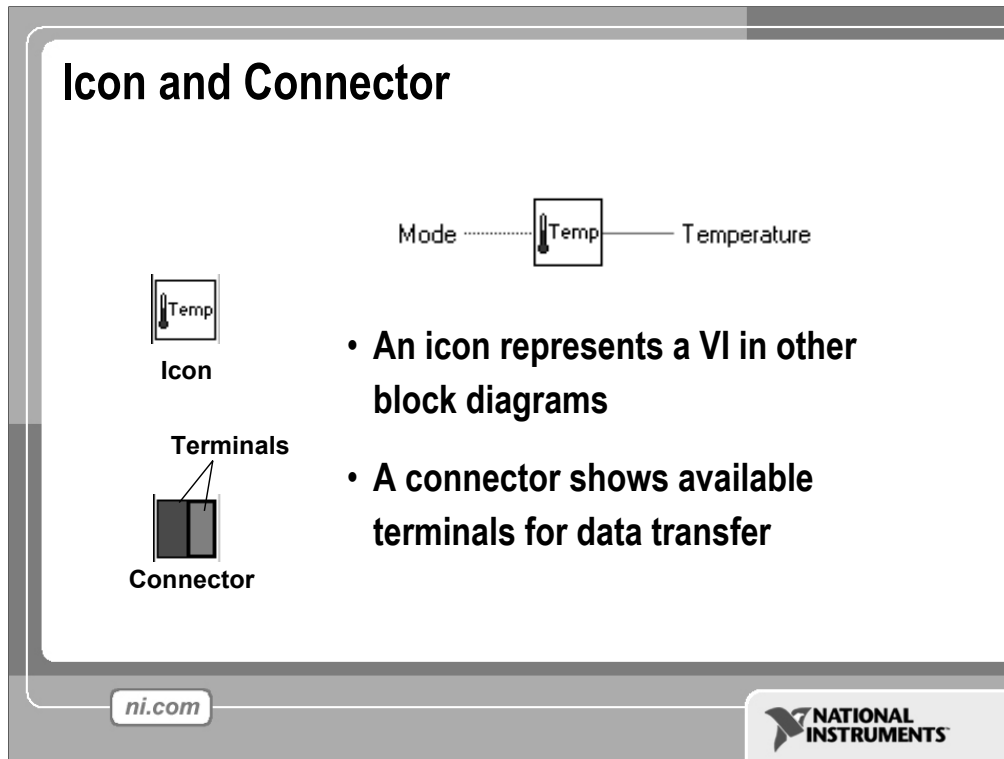 Icon and Connector
Mode Temp Temperature
Temp
Icon
• An icon represents a VI in other
block diagrams
Terminals
• A connector shows available
terminals for data transfer
Connector
ni.com
NATIONAL
INSTRUMENTS™